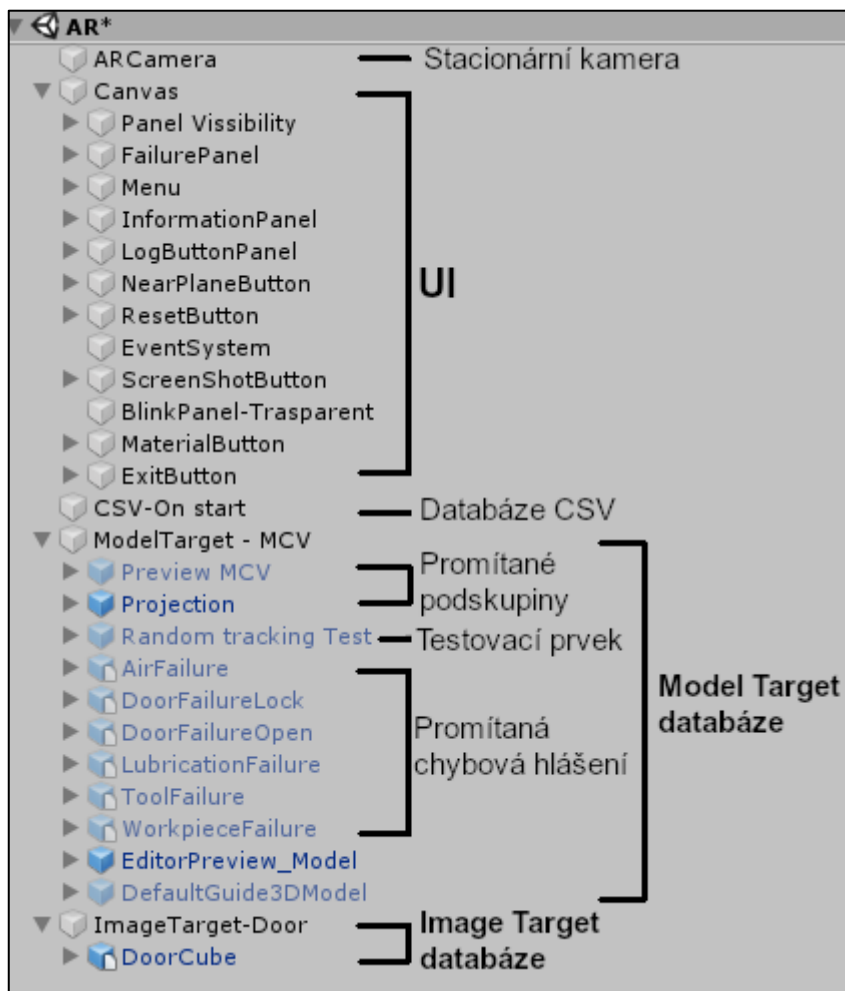 AR*
ARCamera
Stacionární kamera
Canvas
Panel Vissibility
FailurePanel
Menu
InformationPanel
LogButtonPanel
NearPlaneButton
UI
ResetButton
EventSystem
ScreenShotButton
BlinkPanel-Trasparent
MaterialButton
ExitButton
CSV-On start
Databáze CSV
ModelTarget - MCV
Preview MCV
Projection
Promítané
podskupiny
Random tracking Test
Testovací prvek
AirFailure
DoorFailureLock
DoorFailureOpen
LubricationFailure
ToolFailure
WorkpieceFailure
Promítaná
chybová hlášení
Model Target
databáze
EditorPreview_Model
DefaultGuide3DModel
ImageTarget-Door
DoorCube
Image Target
databáze